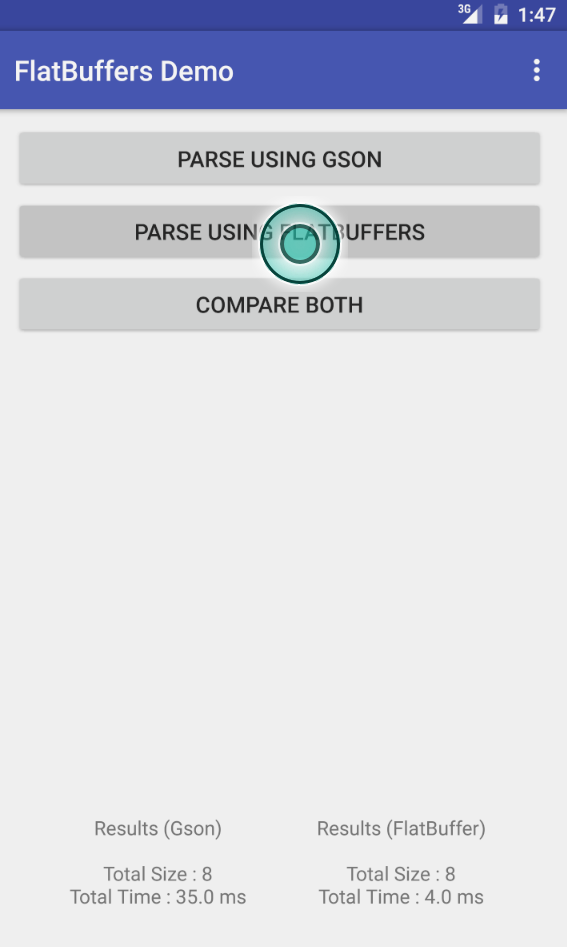 3G 1:47
FlatBuffers Demo
PARSE USING GSON
PARSE USING FLATBUFFERS
COMPARE BOTH
Results (Gson)
Total Size : 8
Total Time : 35.0 ms
Results (FlatBuffer)
Total Size : 8
Total Time : 4.0 ms